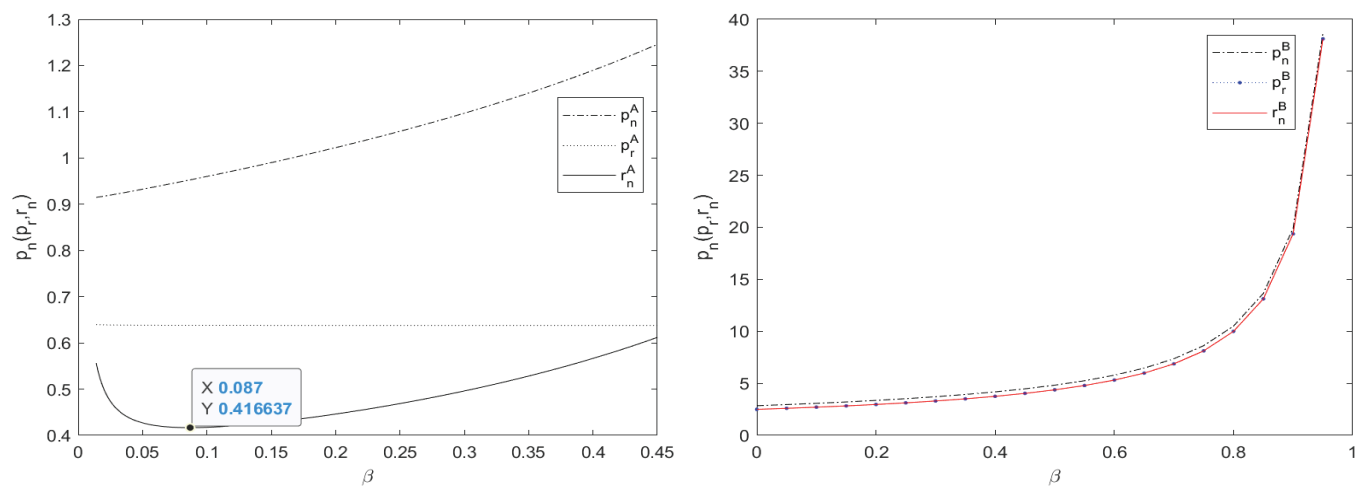 1.3
1.2
1.1
1
0.9
0.8
0.7
0.6
0.5
0.4
p_n(p_r,r_n)
0 0.05 0.1 0.15 0.2 0.25 0.3 0.35 0.4 0.45
β
p_n^A
p_r^A
r_n^A
X 0.087
Y 0.416637
40
35
30
25
20
15
10
5
0
p_n(p_r,r_n)
0 0.2 0.4 0.6 0.8 1
β
p_n^B
p_r^B
r_n^B